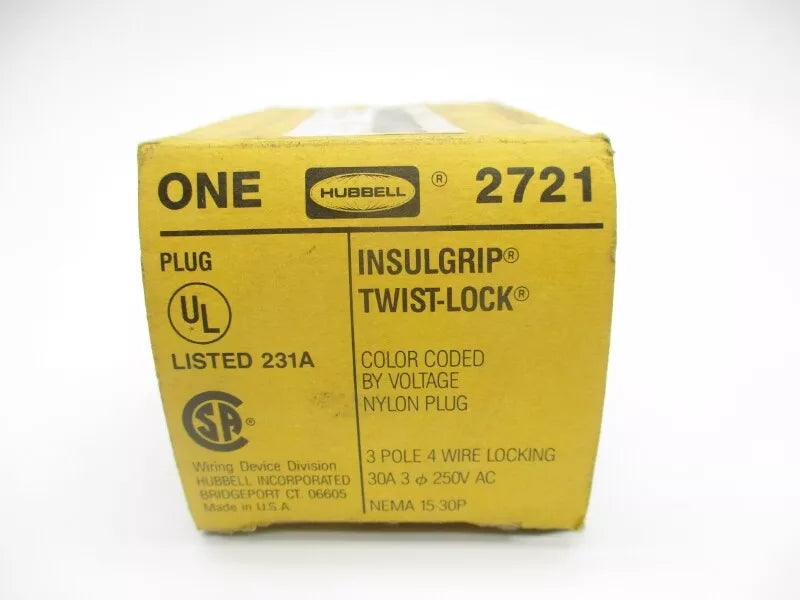 ONE HUBBELL ® 2721
PLUG
UL
LISTED 231A
CSA ®
Wiring Device Division
HUBBELL INCORPORATED
BRIDGEPORT CT. 06605
Made in U.S.A.
INSULGRIP®
TWIST-LOCK®
COLOR CODED
BY VOLTAGE
NYLON PLUG
3 POLE 4 WIRE LOCKING
30A 3 ϕ 250V AC
NEMA 15-30P